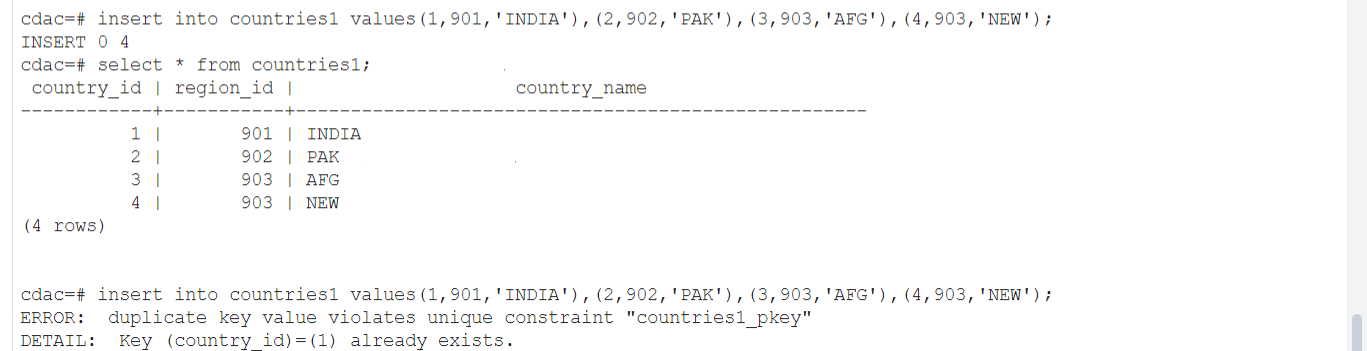 cdac=# insert into countries1 values(1,901,'INDIA'),(2,902,'PAK'),(3,903,'AFG'),(4,903,'NEW');
INSERT 0 4
cdac=# select * from countries1;
 country_id | region_id |                    country_name
------------+-----------+----------------------------------------------------
          1 |       901 | INDIA
          2 |       902 | PAK
          3 |       903 | AFG
          4 |       903 | NEW
(4 rows)
cdac=# insert into countries1 values(1,901,'INDIA'),(2,902,'PAK'),(3,903,'AFG'),(4,903,'NEW');
ERROR:  duplicate key value violates unique constraint "countries1_pkey"
DETAIL:  Key (country_id)=(1) already exists.